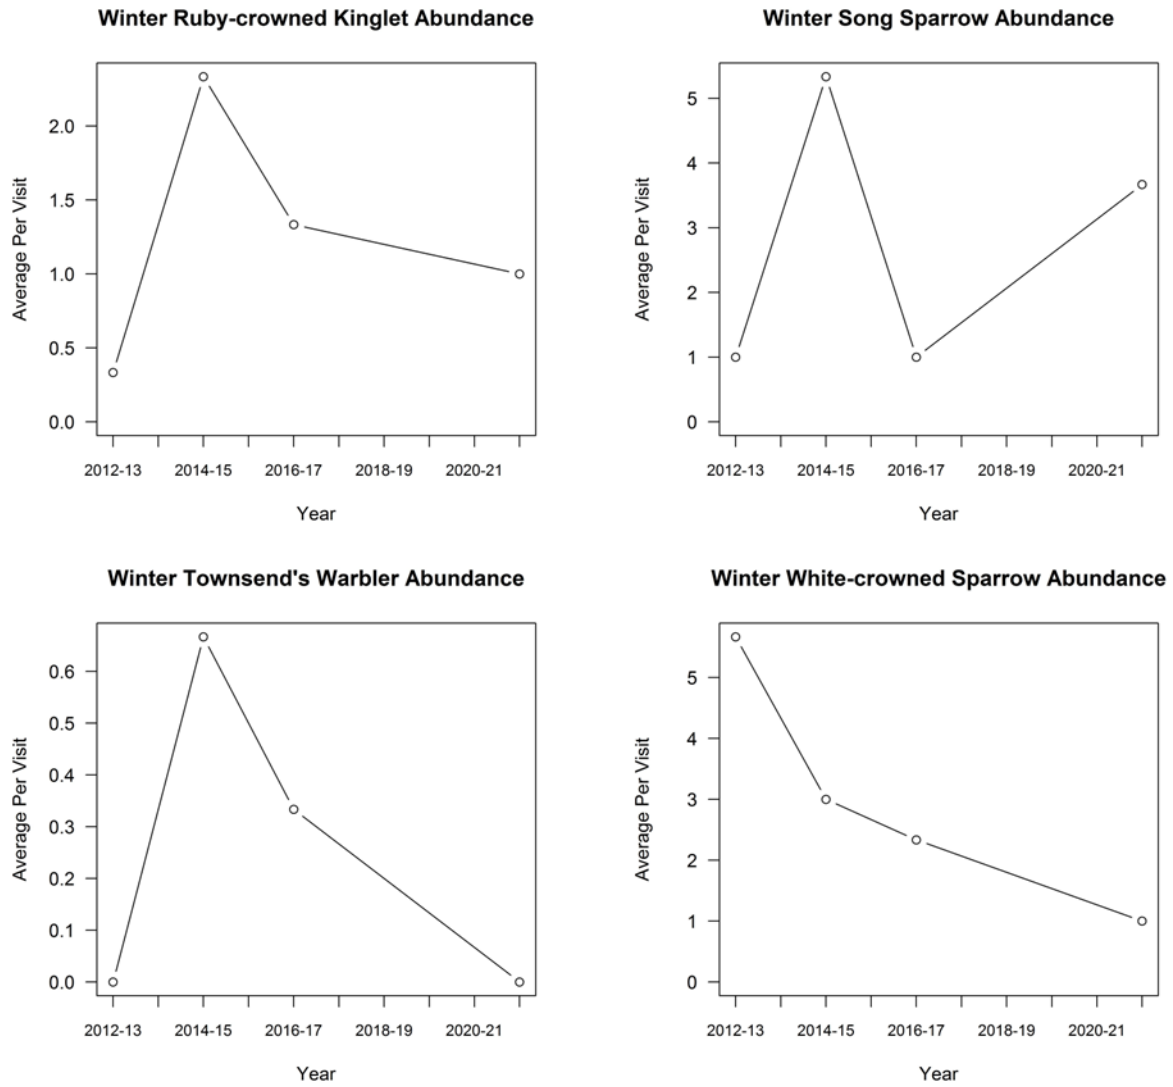 Winter Ruby-crowned Kinglet Abundance
Average Per Visit
2.0
1.5
1.0
0.5
0.0
2012-13 2014-15 2016-17 2018-19 2020-21
Year
Winter Song Sparrow Abundance
Average Per Visit
5
4
3
2
1
0
2012-13 2014-15 2016-17 2018-19 2020-21
Year
Winter Townsend's Warbler Abundance
Average Per Visit
0.6
0.5
0.4
0.3
0.2
0.1
0.0
2012-13 2014-15 2016-17 2018-19 2020-21
Year
Winter White-crowned Sparrow Abundance
Average Per Visit
5
4
3
2
1
0
2012-13 2014-15 2016-17 2018-19 2020-21
Year